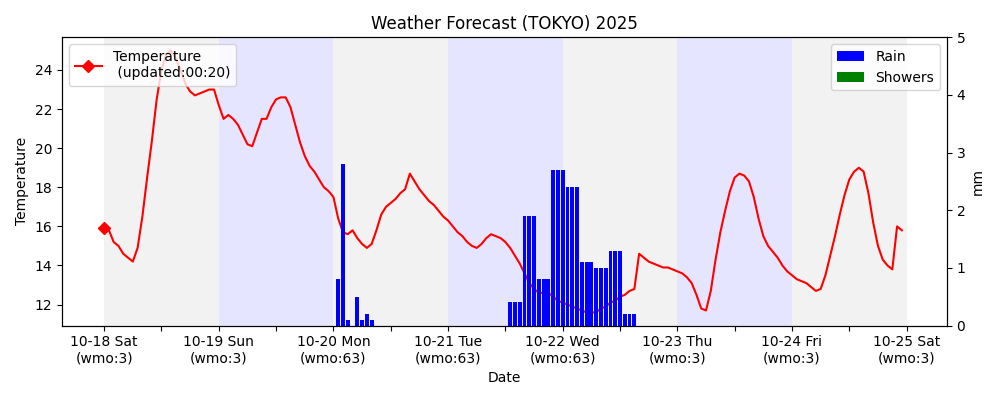 Weather Forecast (TOKYO) 2025
Temperature
(updated:00:20)
Rain
Showers
Temperature
24
22
20
18
16
14
12
5
4
3
2
1
0
mm
10-18 Sat
(wmo:3)
10-19 Sun
(wmo:3)
10-20 Mon
(wmo:63)
10-21 Tue
(wmo:63)
10-22 Wed
(wmo:63)
10-23 Thu
(wmo:3)
10-24 Fri
(wmo:3)
10-25 Sat
(wmo:3)
Date